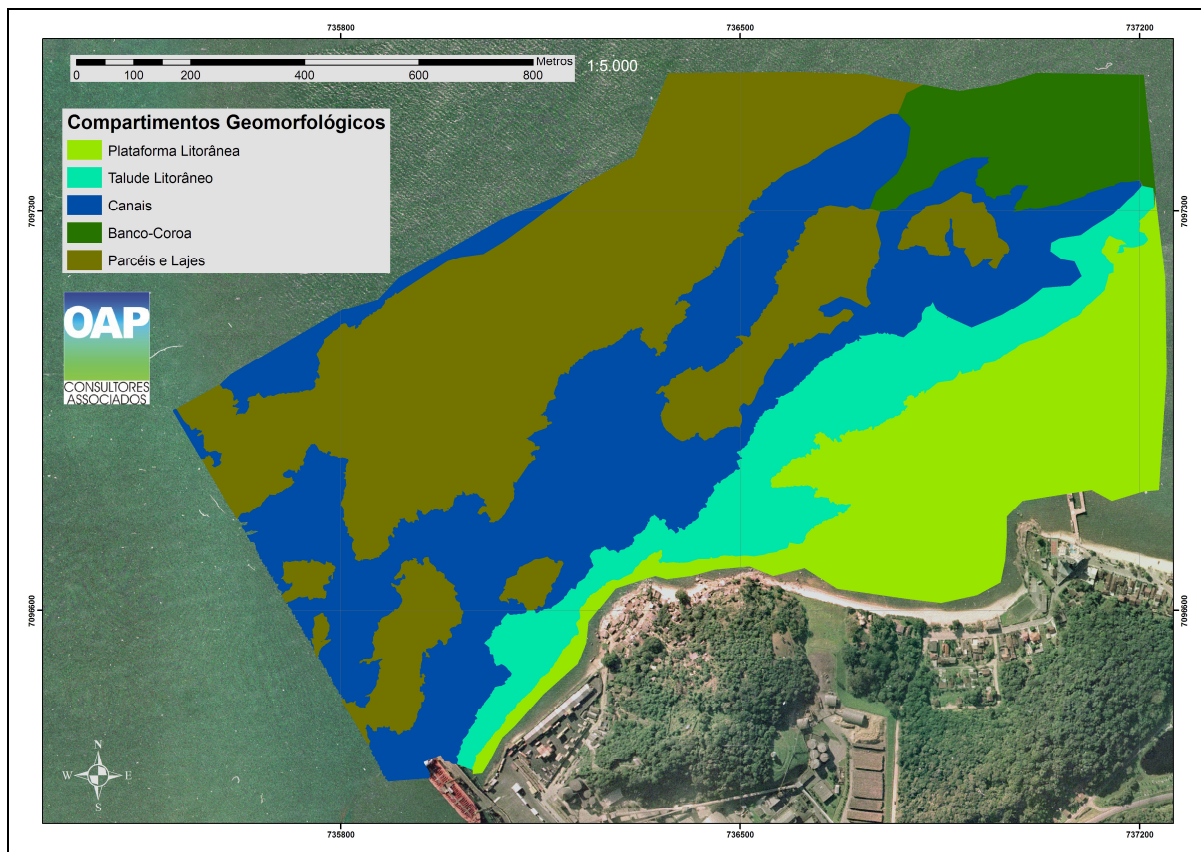 735800
736500
737200
Metros
0 100 200 400 600 800
1:5.000
Compartimentos Geomorfológicos
Plataforma Litorânea
Talude Litorâneo
Canais
Banco-Coroa
Parcéis e Lajes
7097300
7097300
OAP
CONSULTORES
ASSOCIADOS
7096600
7096600
N
W E
S
735800
736500
737200